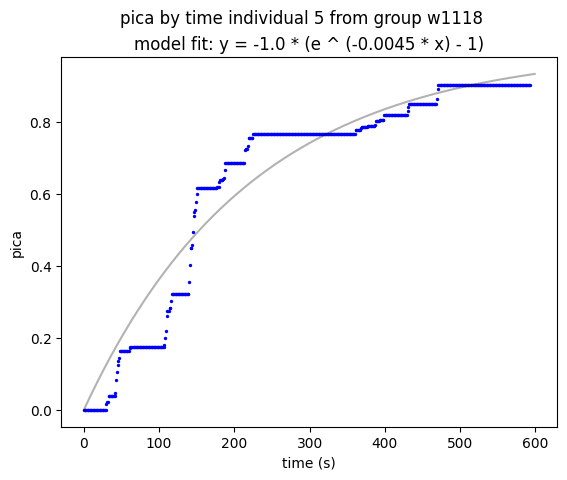 pica by time individual 5 from group w1118
model fit: y = -1.0 * (e ^ (-0.0045 * x) - 1)
pica
0.8
0.6
0.4
0.2
0.0
0 100 200 300 400 500 600
time (s)